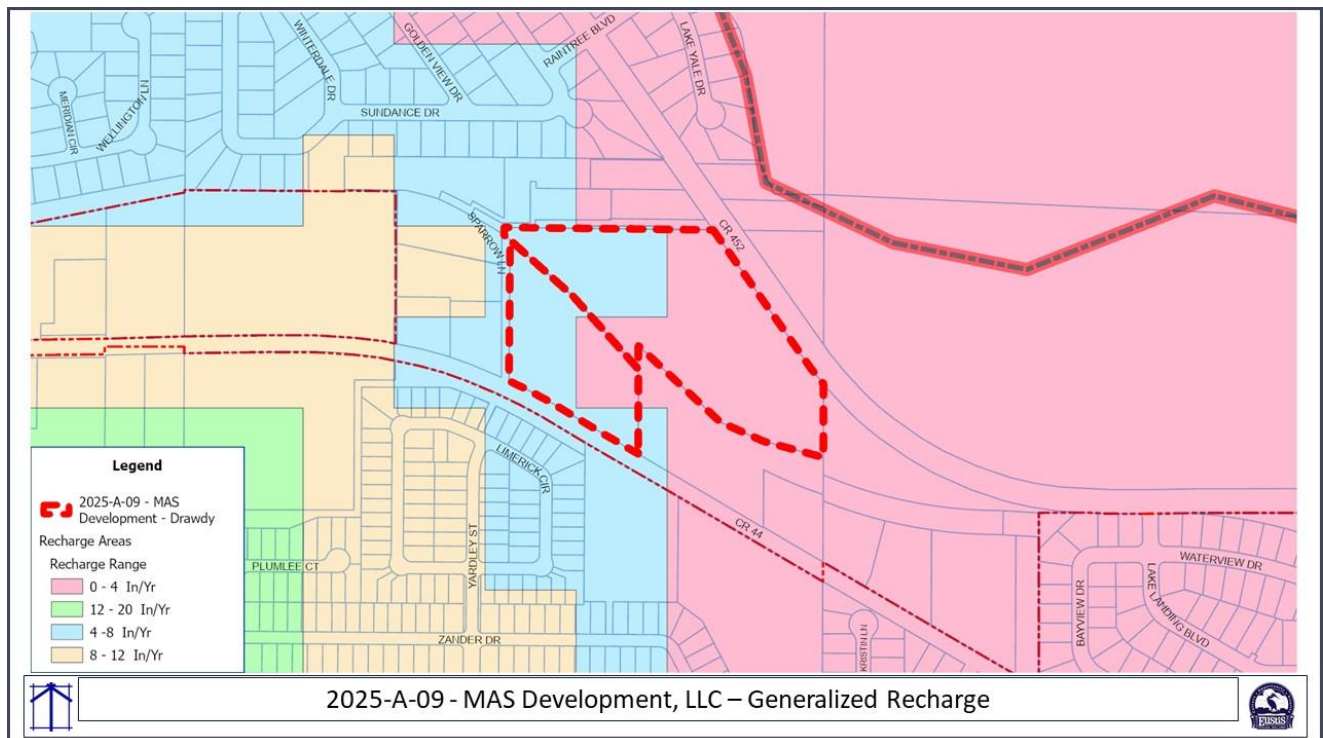 WINTERDALE DR
GOLDEN VIEW DR
RAINTREE BLVD
LAKE YALE DR
MERIDIAN CIR
WELLINGTON LN
SUNDANCE DR
SPARROW LN
CR 452
LIMERICK CIR
YARDLEY ST
CR 44
PLUMLEE CT
ZANDER DR
KRISTIN LN
BAYVIEW DR
WATERVIEW DR
LAKE LANDING BLVD
Legend
2025-A-09 - MAS
Development - Drawdy
Recharge Areas
Recharge Range
0 - 4 In/Yr
12 - 20 In/Yr
4 -8 In/Yr
8 - 12 In/Yr
2025-A-09 - MAS Development, LLC – Generalized Recharge